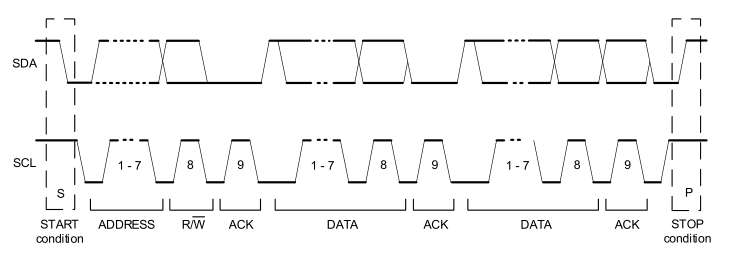 SDA
SCL
1 - 7
8
9
1 - 7
8
9
1 - 7
8
9
S
P
START
condition
ADDRESS
R/W̅
ACK
DATA
ACK
DATA
ACK
STOP
condition